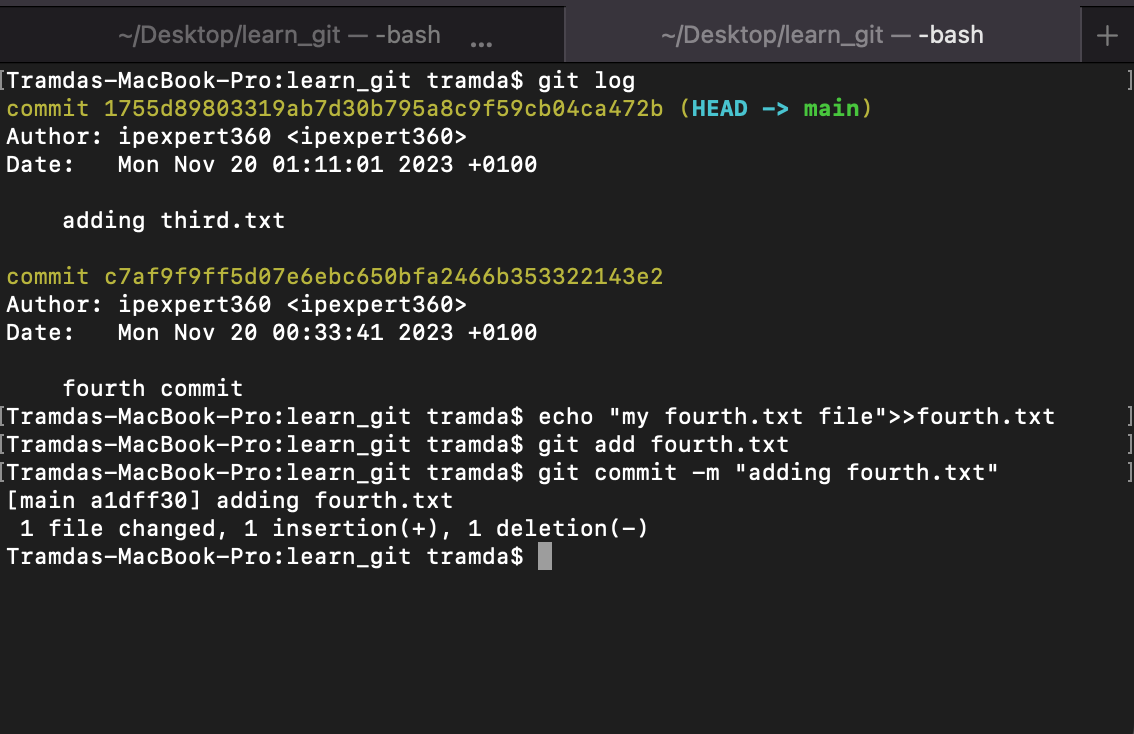 ~/Desktop/learn_git — -bash ...
~/Desktop/learn_git — -bash +
[Tramdas-MacBook-Pro:learn_git tramda$ git log ]
commit 1755d89803319ab7d30b795a8c9f59cb04ca472b (HEAD -> main)
Author: ipexpert360 <ipexpert360>
Date:   Mon Nov 20 01:11:01 2023 +0100
    adding third.txt
commit c7af9f9ff5d07e6ebc650bfa2466b353322143e2
Author: ipexpert360 <ipexpert360>
Date:   Mon Nov 20 00:33:41 2023 +0100
    fourth commit
[Tramdas-MacBook-Pro:learn_git tramda$ echo "my fourth.txt file">>fourth.txt ]
[Tramdas-MacBook-Pro:learn_git tramda$ git add fourth.txt ]
[Tramdas-MacBook-Pro:learn_git tramda$ git commit -m "adding fourth.txt" ]
[main a1dff30] adding fourth.txt
 1 file changed, 1 insertion(+), 1 deletion(-)
Tramdas-MacBook-Pro:learn_git tramda$